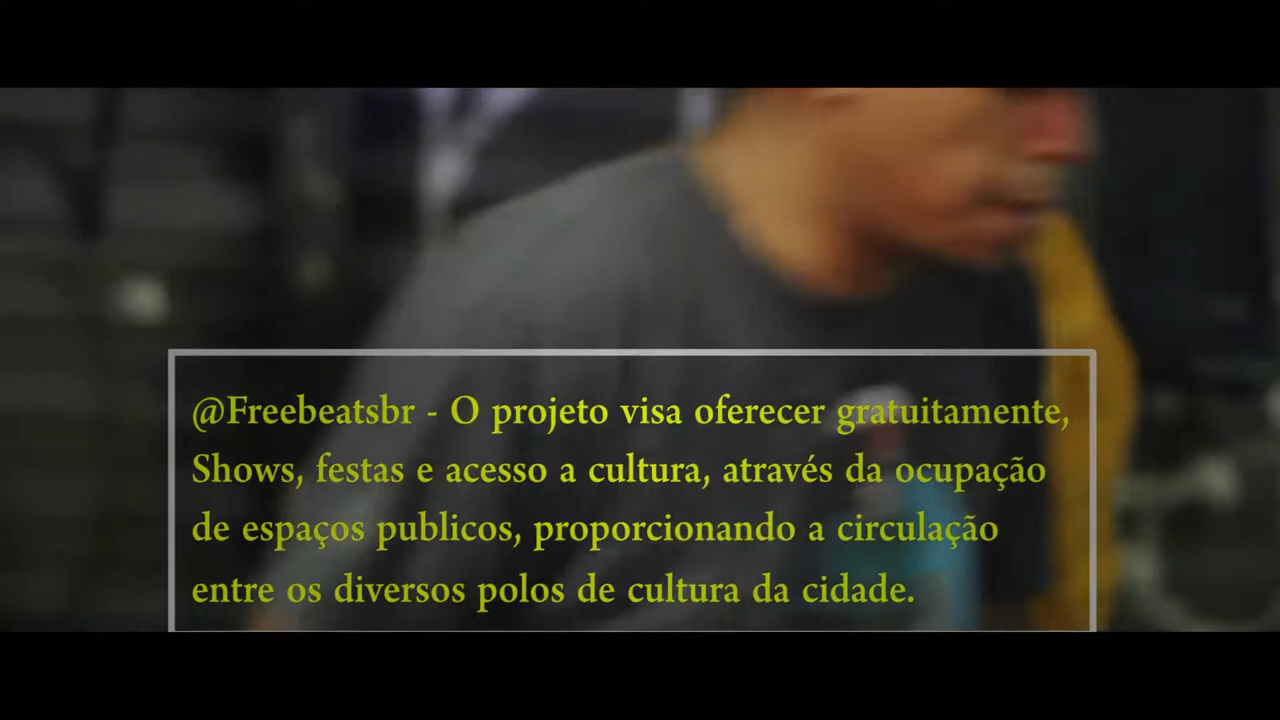 @Freebeatsbr - O projeto visa oferecer gratuitamente,
Shows, festas e acesso a cultura, através da ocupação
de espaços publicos, proporcionando a circulação
entre os diversos polos de cultura da cidade.